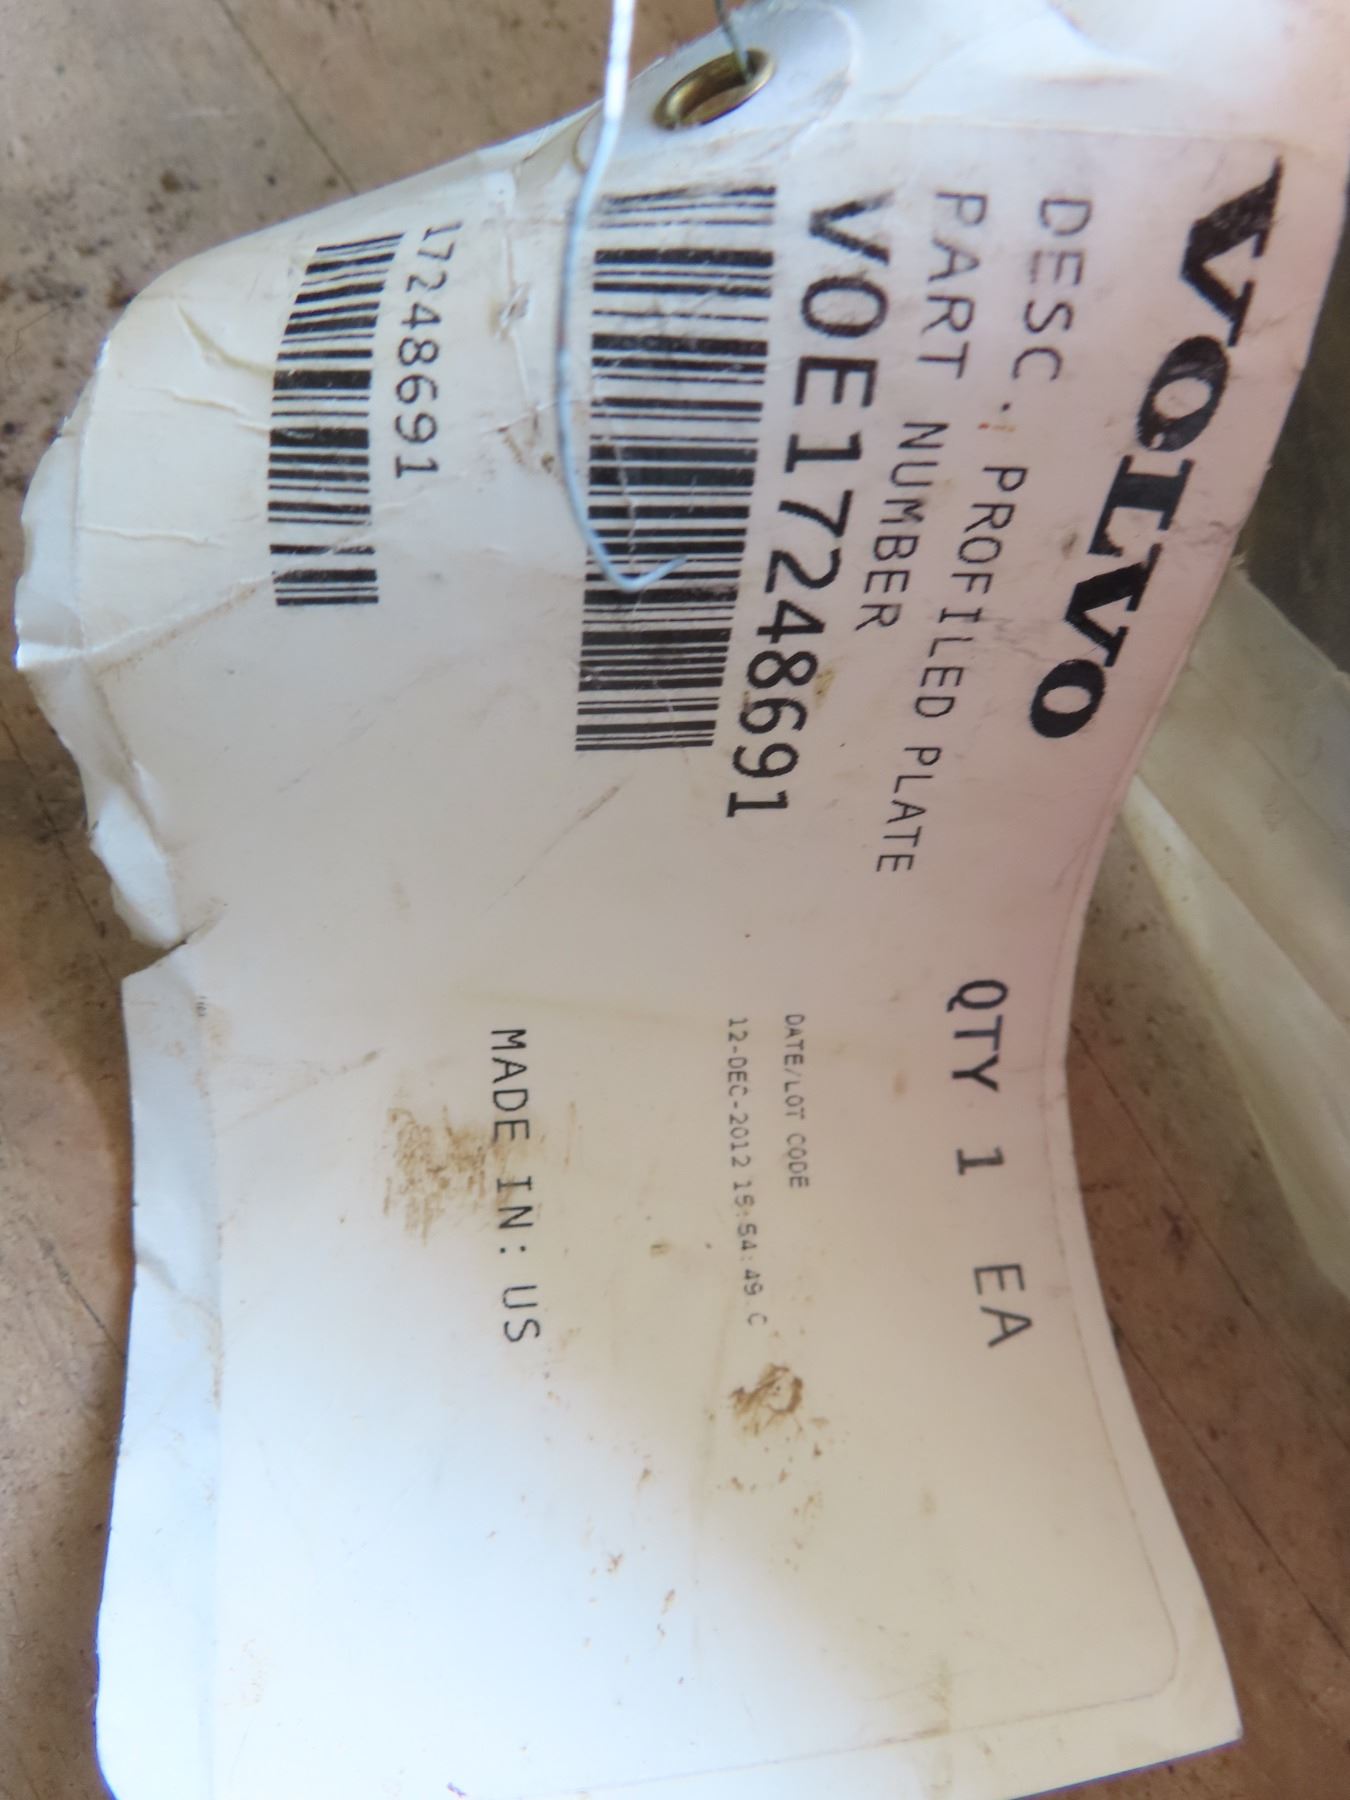 VOLVO
DESC. PROFILED PLATE
QTY 1 EA
PART NUMBER
VOE17248691
DATE/LOT CODE
12-DEC-2012 15:54:49 C
17248691
MADE IN: US